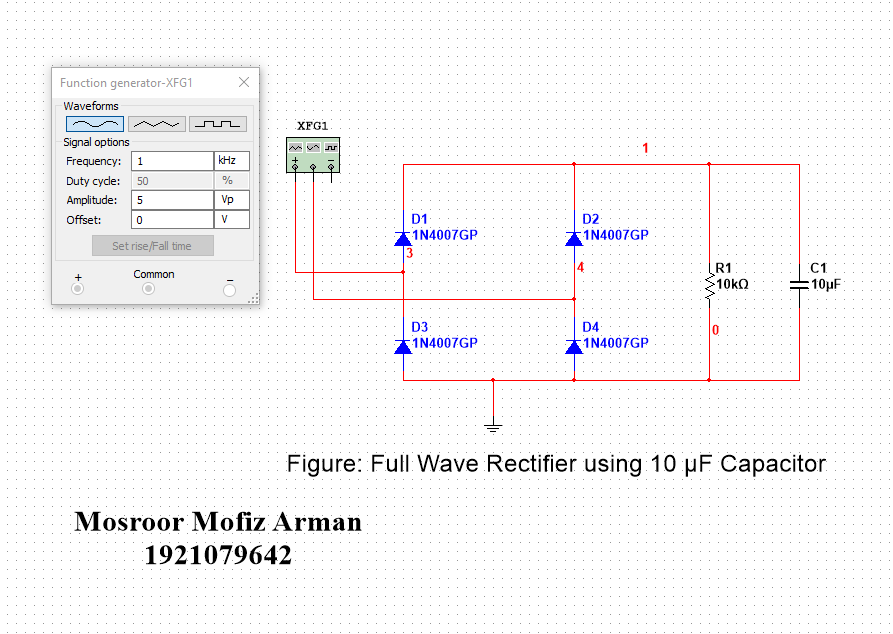 Function generator-XFG1
Waveforms
Signal options
Frequency: 1 kHz
Duty cycle: 50 %
Amplitude: 5 Vp
Offset: 0 V
Set rise/Fall time
+ Common −
XFG1
1
D1
1N4007GP
D2
1N4007GP
3
4
R1
10kΩ
C1
10µF
D3
1N4007GP
D4
1N4007GP
0
Figure: Full Wave Rectifier using 10 µF Capacitor
Mosroor Mofiz Arman
1921079642